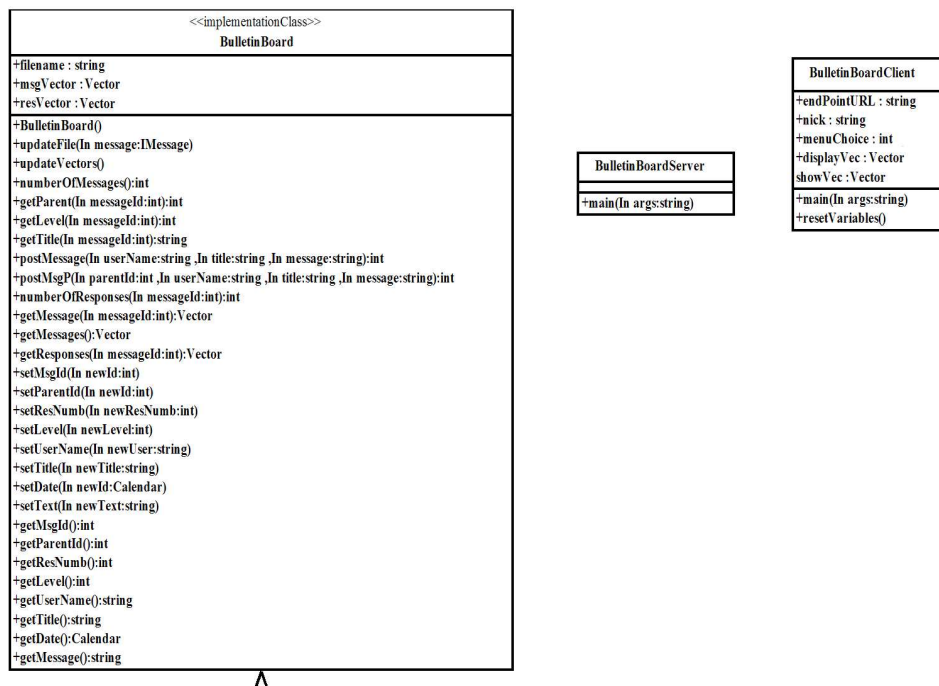 <<implementationClass>>
BulletinBoard
+filename : string
+msgVector : Vector
+resVector : Vector
+BulletinBoard()
+updateFile(In message:IMessage)
+updateVectors()
+numberOfMessages():int
+getParent(In messageId:int):int
+getLevel(In messageId:int):int
+getTitle(In messageId:int):string
+postMessage(In userName:string ,In title:string ,In message:string):int
+postMsgP(In parentId:int ,In userName:string ,In title:string ,In message:string):int
+numberOfResponses(In messageId:int):int
+getMessage(In messageId:int):Vector
+getMessages():Vector
+getResponses(In messageId:int):Vector
+setMsgId(In newId:int)
+setParentId(In newId:int)
+setResNumb(In newResNumb:int)
+setLevel(In newLevel:int)
+setUserName(In newUser:string)
+setTitle(In newTitle:string)
+setDate(In newId:Calendar)
+setText(In newText:string)
+getMsgId():int
+getParentId():int
+getResNumb():int
+getLevel():int
+getUserName():string
+getTitle():string
+getDate():Calendar
+getMessage():string
BulletinBoardServer
+main(In args:string)
BulletinBoardClient
+endPointURL : string
+nick : string
+menuChoice : int
+displayVec : Vector
showVec : Vector
+main(In args:string)
+resetVariables()